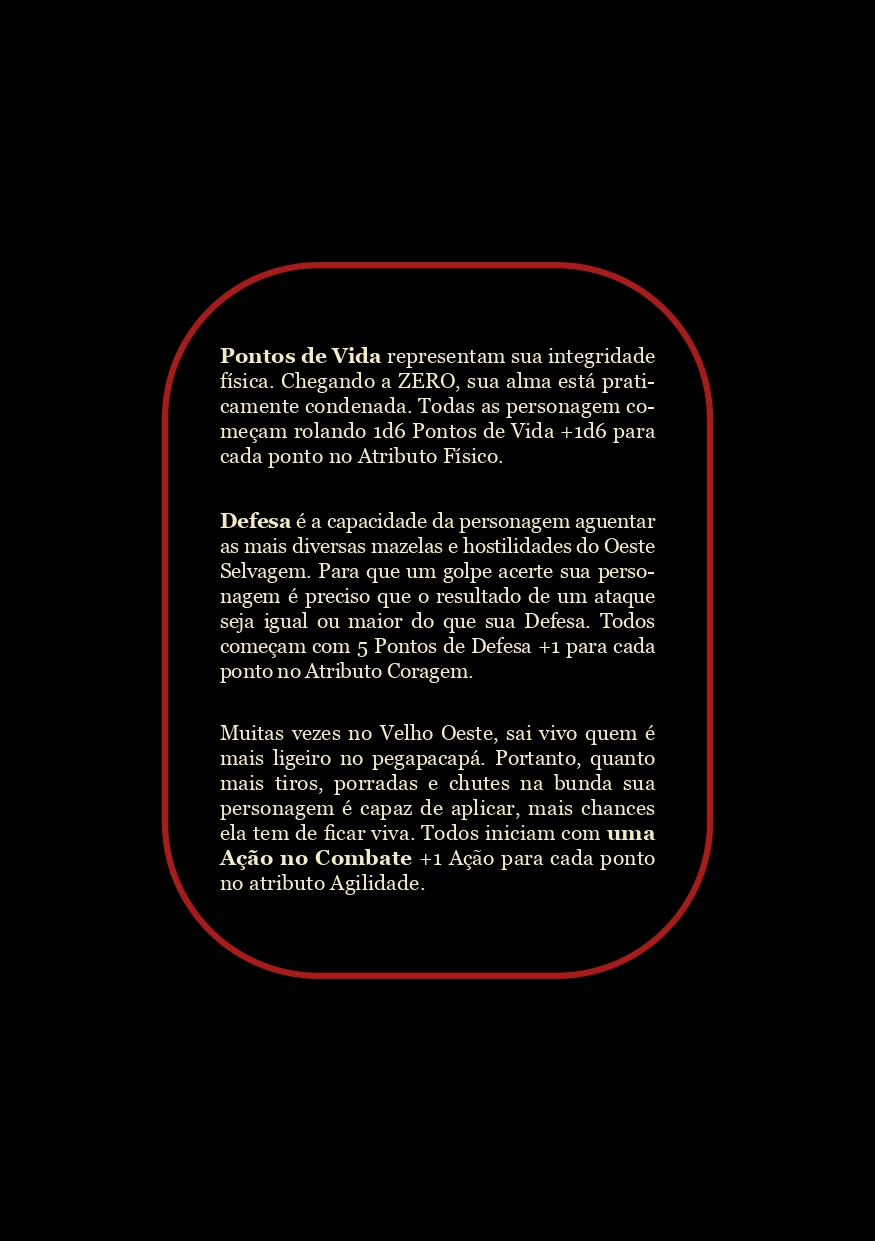 Pontos de Vida representam sua integridade
física. Chegando a ZERO, sua alma está prati-
camente condenada. Todas as personagem co-
meçam rolando 1d6 Pontos de Vida +1d6 para
cada ponto no Atributo Físico.
Defesa é a capacidade da personagem aguentar
as mais diversas mazelas e hostilidades do Oeste
Selvagem. Para que um golpe acerte sua perso-
nagem é preciso que o resultado de um ataque
seja igual ou maior do que sua Defesa. Todos
começam com 5 Pontos de Defesa +1 para cada
ponto no Atributo Coragem.
Muitas vezes no Velho Oeste, sai vivo quem é
mais ligeiro no pegapacapá. Portanto, quanto
mais tiros, porradas e chutes na bunda sua
personagem é capaz de aplicar, mais chances
ela tem de ficar viva. Todos iniciam com uma
Ação no Combate +1 Ação para cada ponto
no atributo Agilidade.